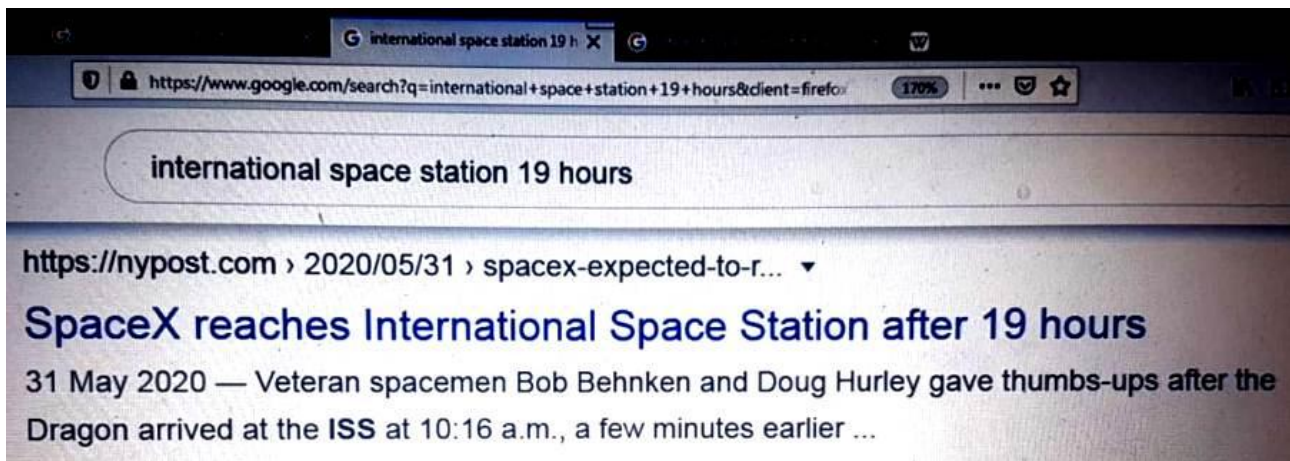 international space station 19 h
https://www.google.com/search?q=international+space+station+19+hours&client=firefox
170%
international space station 19 hours
https://nypost.com › 2020/05/31 › spacex-expected-to-r...
SpaceX reaches International Space Station after 19 hours
31 May 2020 — Veteran spacemen Bob Behnken and Doug Hurley gave thumbs-ups after the
Dragon arrived at the ISS at 10:16 a.m., a few minutes earlier ...